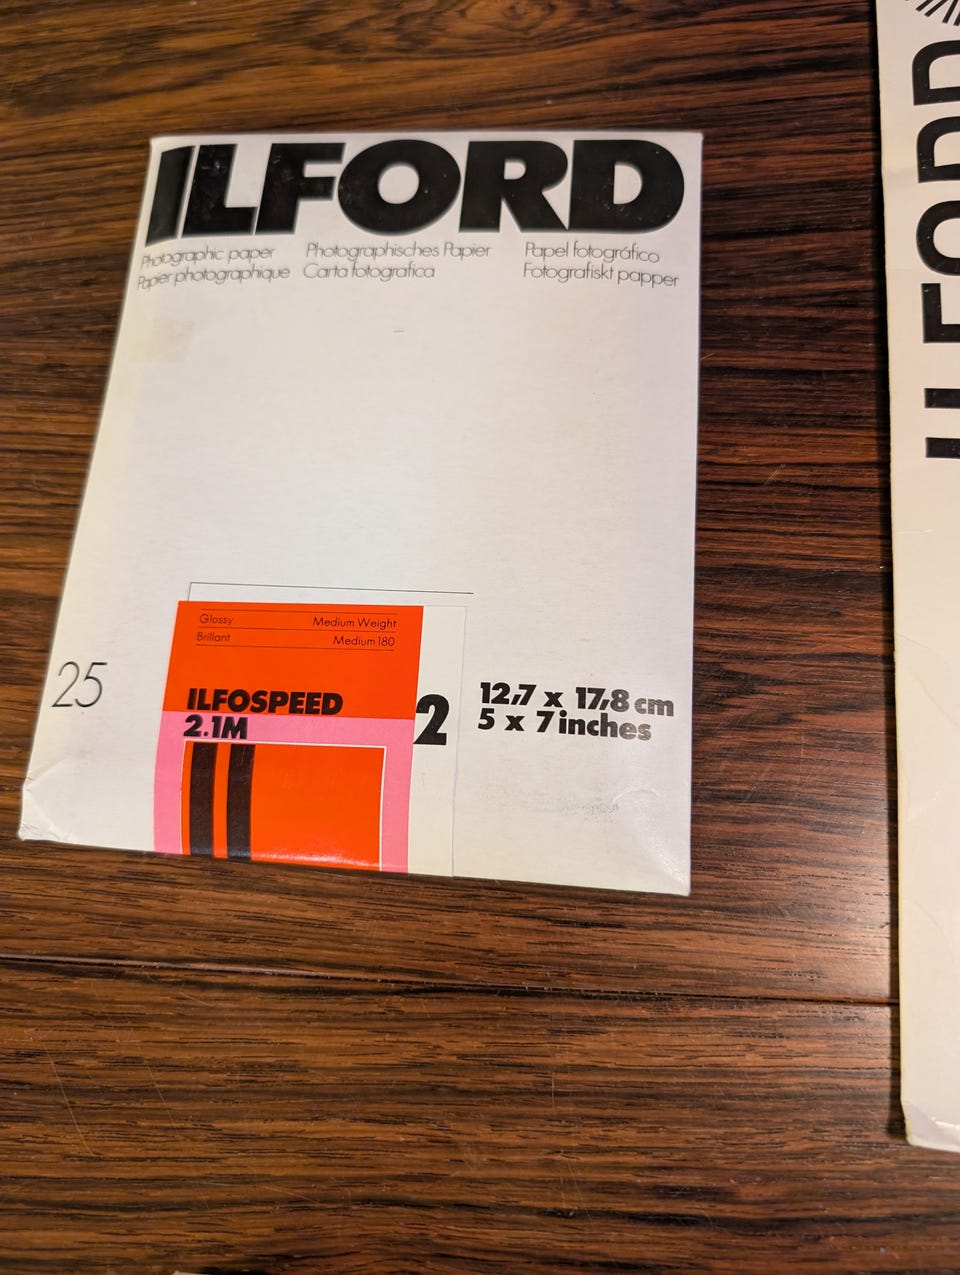 ILFORD
Photographic paper
Papier photographique
Photographisches Papier
Carta fotografica
Papel fotográfico
Fotografiskt papper
25
Glossy Medium Weight
Brillant Medium 180
ILFOSPEED
2.1M
2
12,7 x 17,8 cm
5 x 7 inches
ILFORD